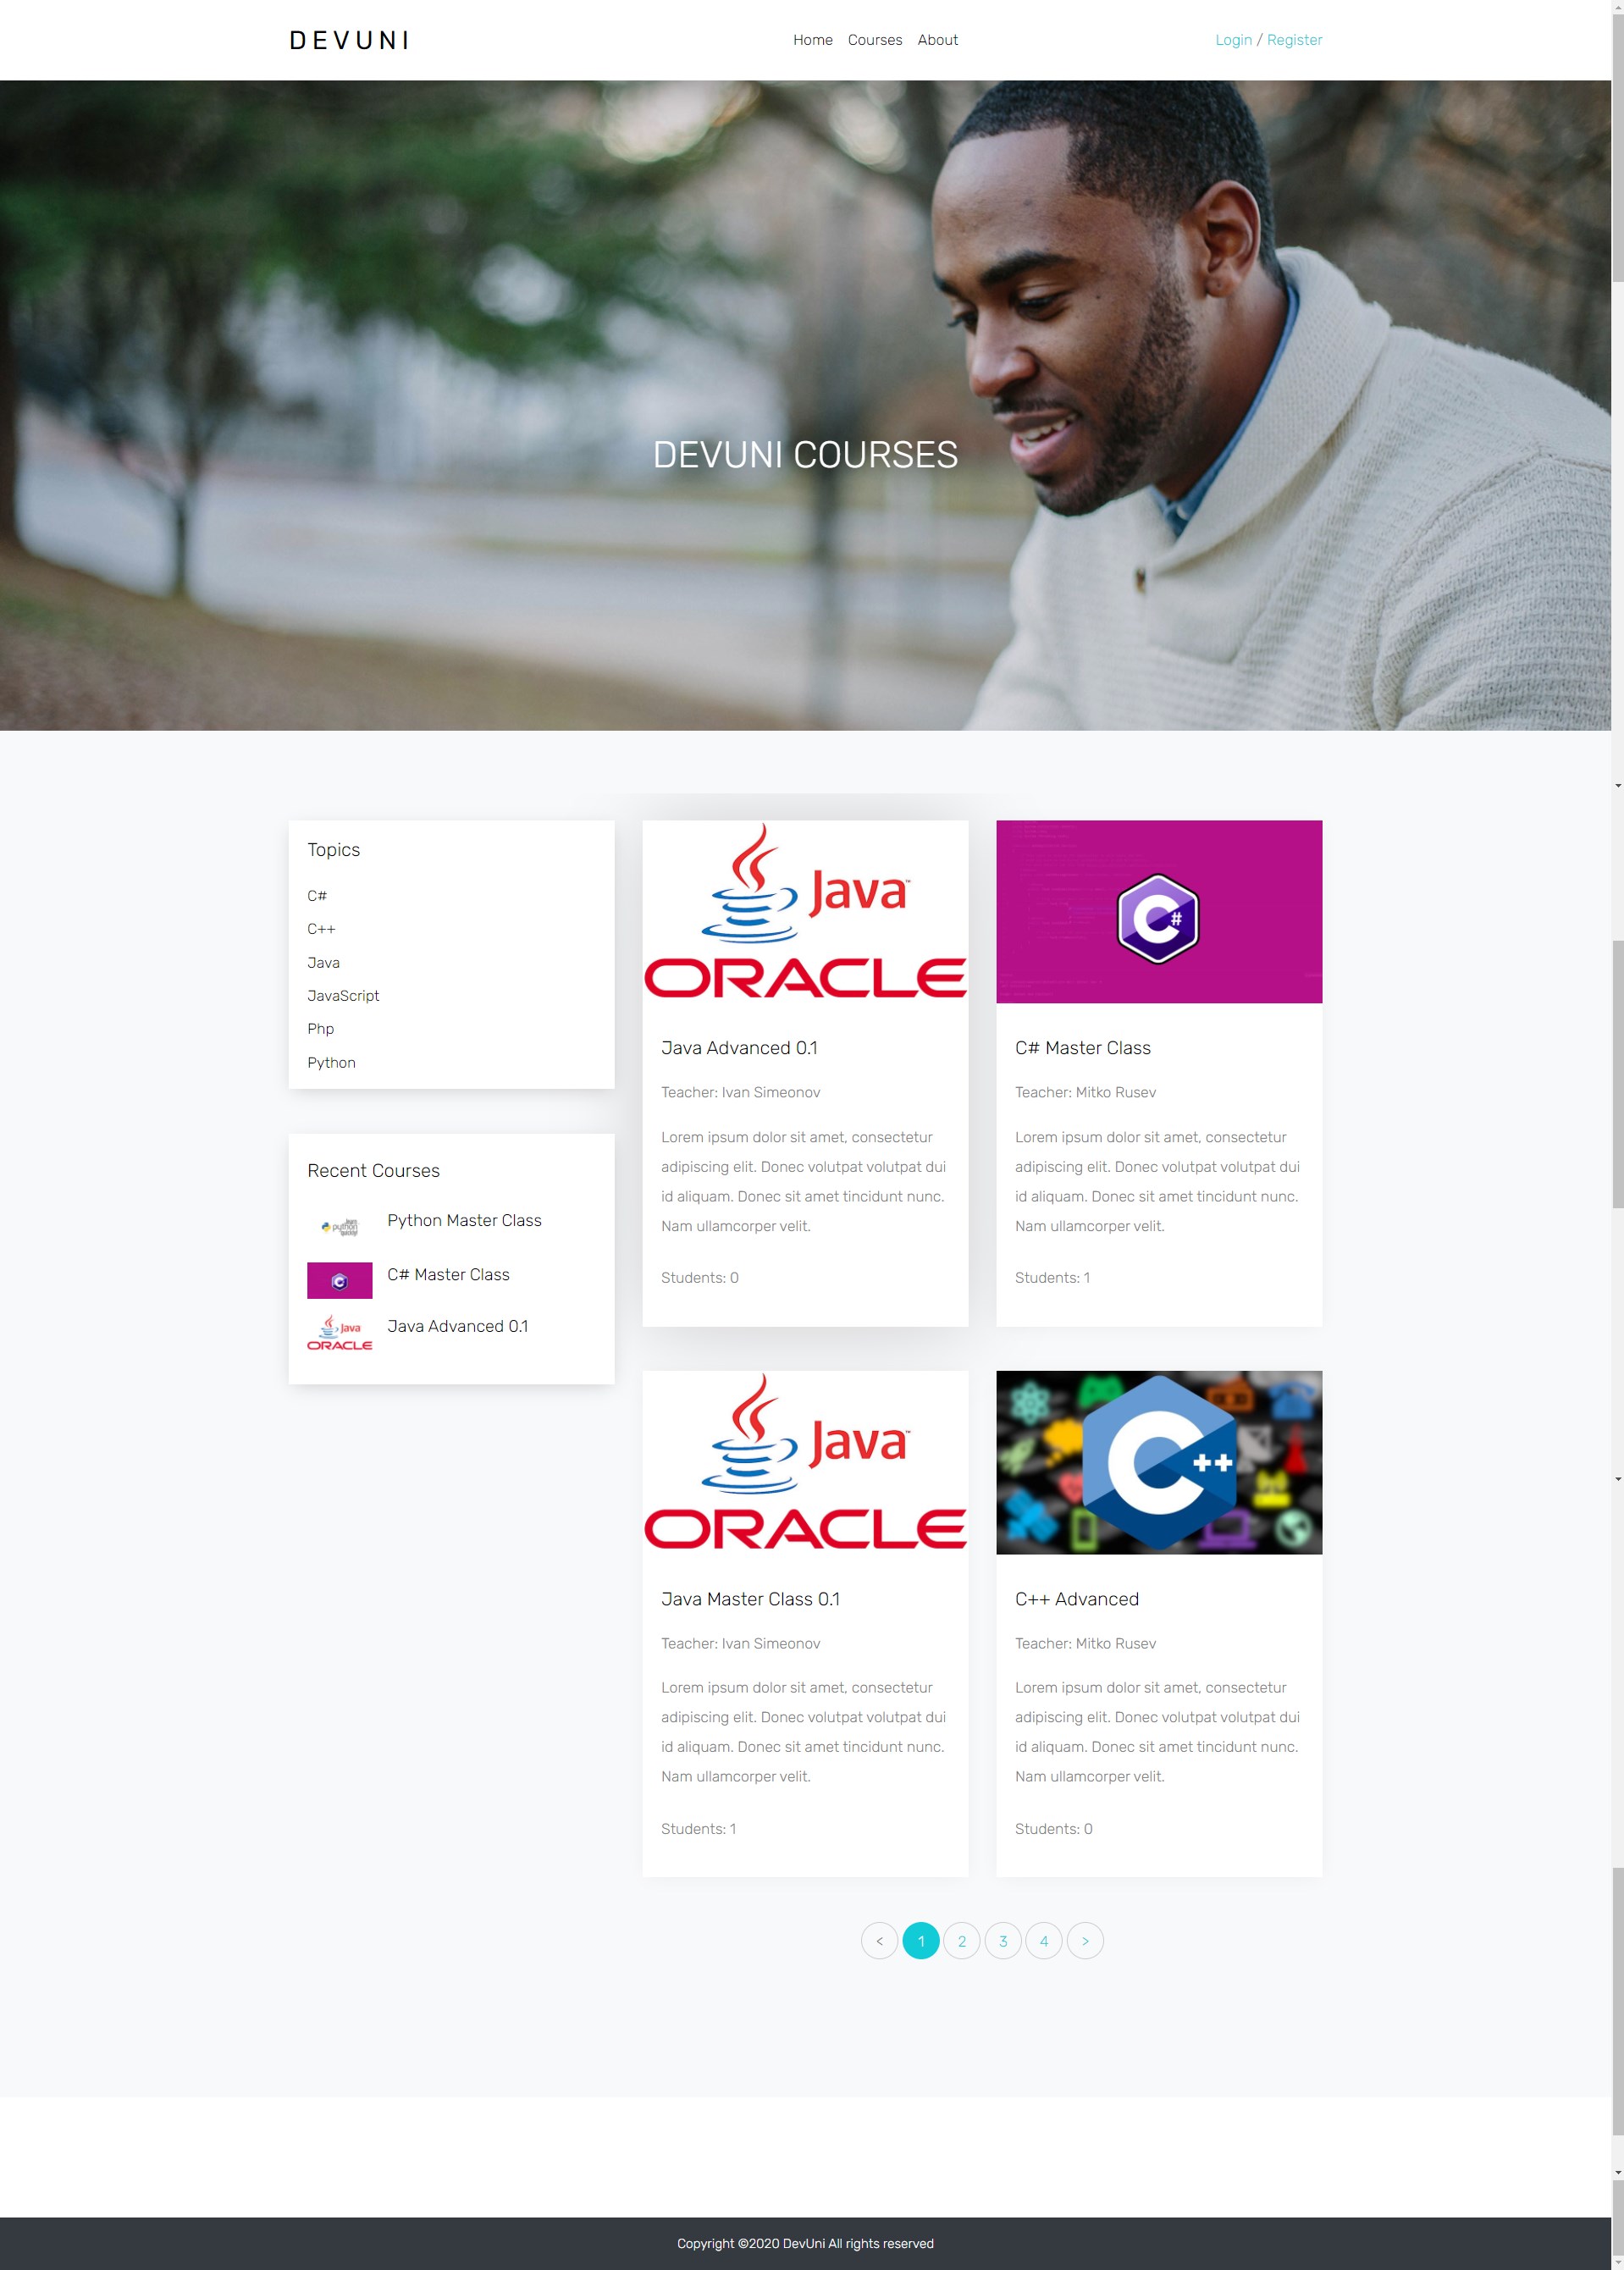 DEVUNI
Home Courses About
Login / Register
DEVUNI COURSES
Topics
C#
C++
Java
JavaScript
Php
Python
Recent Courses
python
Python Master Class
C#
C# Master Class
Java
ORACLE
Java Advanced 0.1
Java™
ORACLE
Java Advanced 0.1
Teacher: Ivan Simeonov
Lorem ipsum dolor sit amet, consectetur
adipiscing elit. Donec volutpat volutpat dui
id aliquam. Donec sit amet tincidunt nunc.
Nam ullamcorper velit.
Students: 0
C#
C# Master Class
Teacher: Mitko Rusev
Lorem ipsum dolor sit amet, consectetur
adipiscing elit. Donec volutpat volutpat dui
id aliquam. Donec sit amet tincidunt nunc.
Nam ullamcorper velit.
Students: 1
Java™
ORACLE
Java Master Class 0.1
Teacher: Ivan Simeonov
Lorem ipsum dolor sit amet, consectetur
adipiscing elit. Donec volutpat volutpat dui
id aliquam. Donec sit amet tincidunt nunc.
Nam ullamcorper velit.
Students: 1
C++
C++ Advanced
Teacher: Mitko Rusev
Lorem ipsum dolor sit amet, consectetur
adipiscing elit. Donec volutpat volutpat dui
id aliquam. Donec sit amet tincidunt nunc.
Nam ullamcorper velit.
Students: 0
< 1 2 3 4 >
Copyright ©2020 DevUni All rights reserved